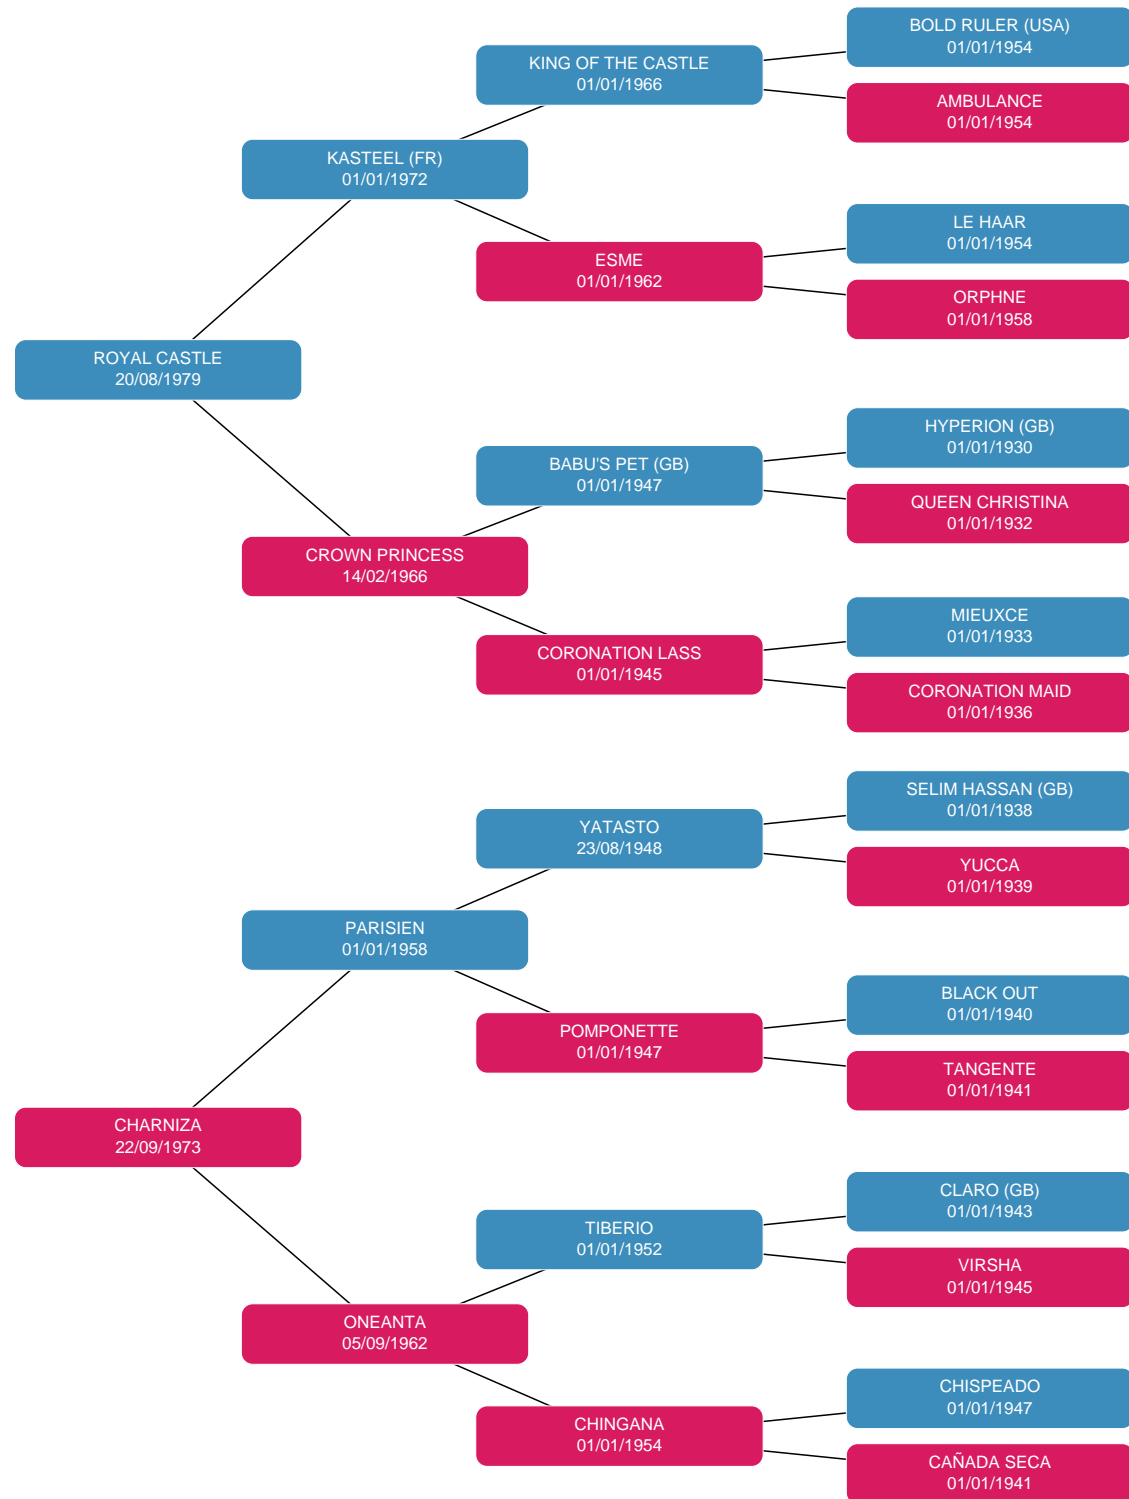 BOLD RULER (USA)
01/01/1954
KING OF THE CASTLE
01/01/1966
AMBULANCE
01/01/1954
KASTEEL (FR)
01/01/1972
LE HAAR
01/01/1954
ESME
01/01/1962
ORPHNE
01/01/1958
ROYAL CASTLE
20/08/1979
HYPERION (GB)
01/01/1930
BABU'S PET (GB)
01/01/1947
QUEEN CHRISTINA
01/01/1932
CROWN PRINCESS
14/02/1966
MIEUXCE
01/01/1933
CORONATION LASS
01/01/1945
CORONATION MAID
01/01/1936
SELIM HASSAN (GB)
01/01/1938
YATASTO
23/08/1948
YUCCA
01/01/1939
PARISIEN
01/01/1958
BLACK OUT
01/01/1940
POMPONETTE
01/01/1947
TANGENTE
01/01/1941
CHARNIZA
22/09/1973
CLARO (GB)
01/01/1943
TIBERIO
01/01/1952
VIRSHA
01/01/1945
ONEANTA
05/09/1962
CHISPEADO
01/01/1947
CHINGANA
01/01/1954
CAÑADA SECA
01/01/1941